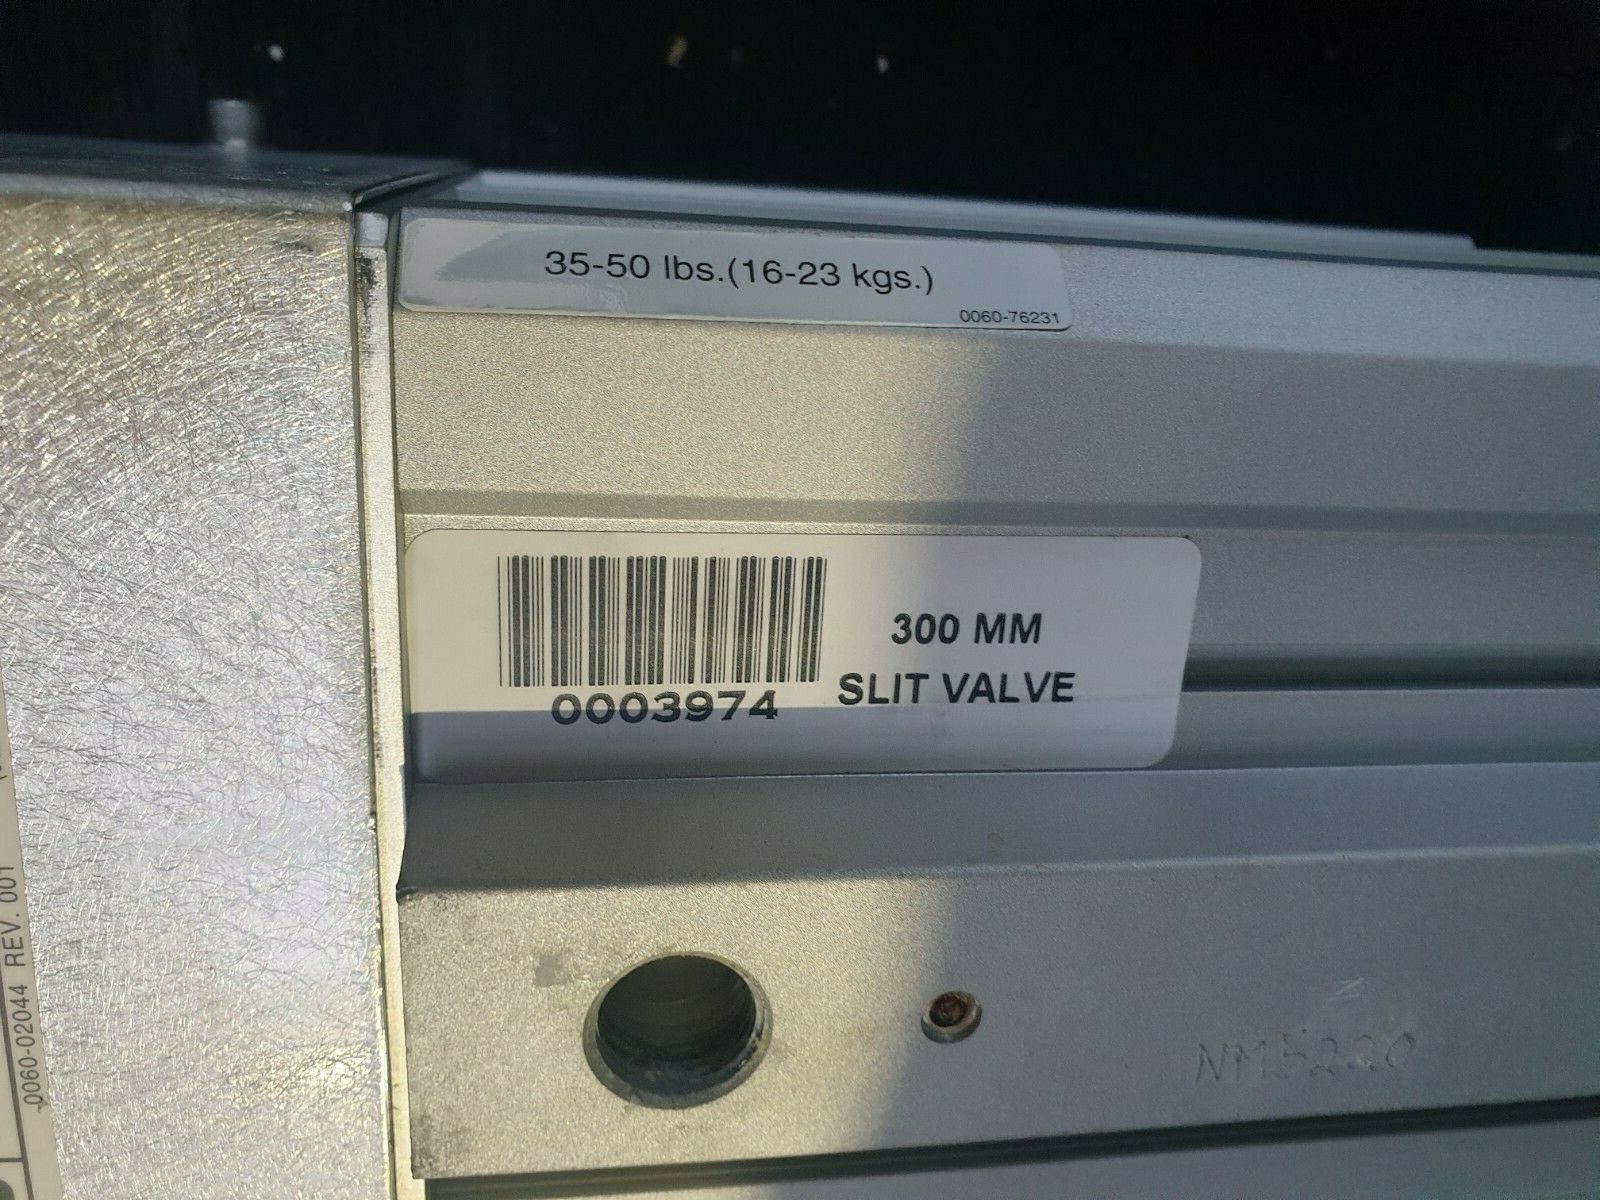 35-50 lbs.(16-23 kgs.)
0060-76231
300 MM
SLIT VALVE
0003974
0060-02044 REV. 001